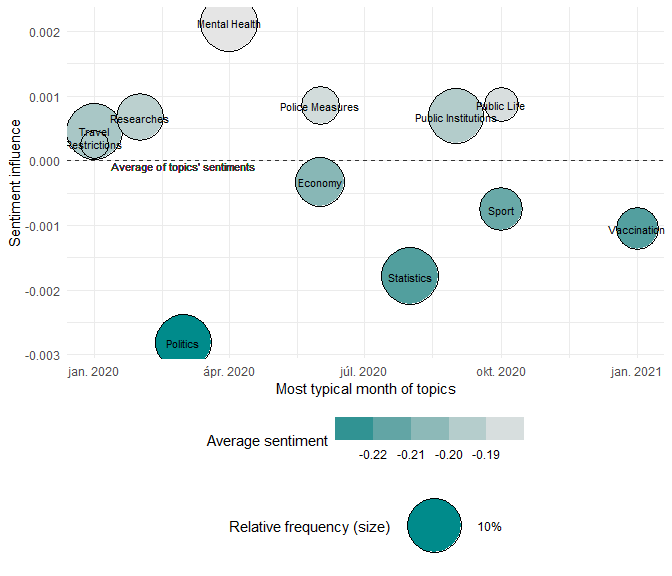 Mental Health
0.002
0.001
0.000
-0.001
-0.002
-0.003
Sentiment influence
Travel
Restrictions
Researches
Police Measures
Public Institutions
Public Life
Average of topics' sentiments
Economy
Sport
Vaccination
Statistics
Politics
jan. 2020
ápr. 2020
júl. 2020
okt. 2020
jan. 2021
Most typical month of topics
Average sentiment
-0.22 -0.21 -0.20 -0.19
Relative frequency (size)
10%